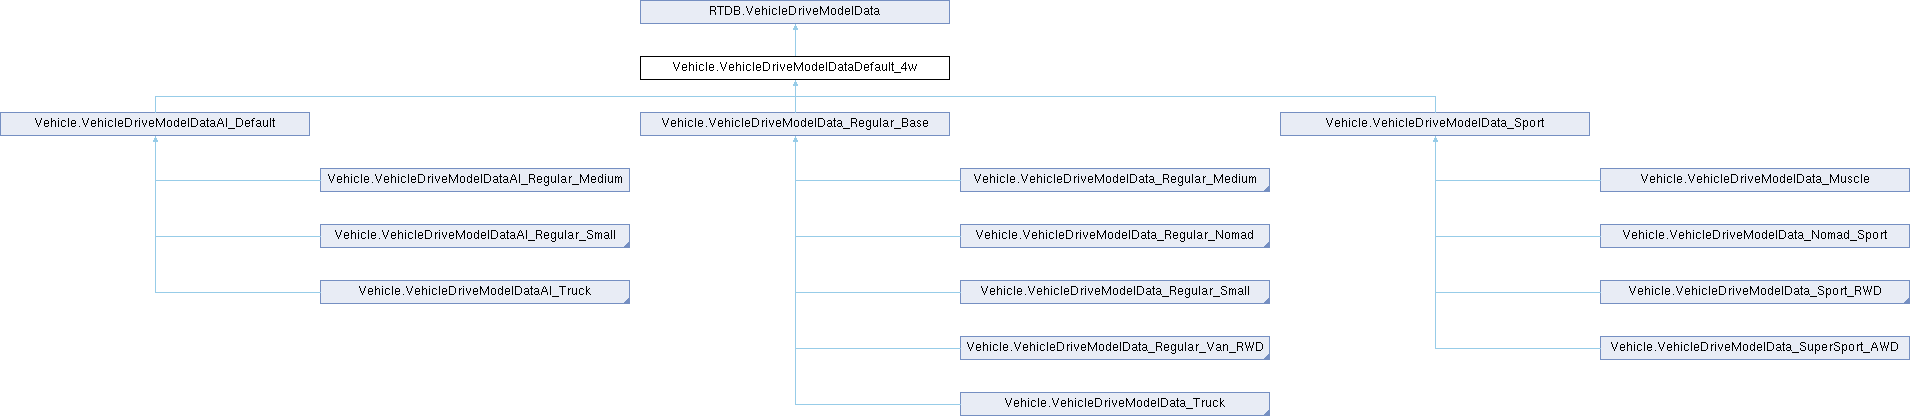 RTDB.VehicleDriveModelData
Vehicle.VehicleDriveModelDataDefault_4w
Vehicle.VehicleDriveModelDataAI_Default
Vehicle.VehicleDriveModelData_Regular_Base
Vehicle.VehicleDriveModelData_Sport
Vehicle.VehicleDriveModelDataAI_Regular_Medium
Vehicle.VehicleDriveModelData_Regular_Medium
Vehicle.VehicleDriveModelData_Muscle
Vehicle.VehicleDriveModelDataAI_Regular_Small
Vehicle.VehicleDriveModelData_Regular_Nomad
Vehicle.VehicleDriveModelData_Nomad_Sport
Vehicle.VehicleDriveModelDataAI_Truck
Vehicle.VehicleDriveModelData_Regular_Small
Vehicle.VehicleDriveModelData_Sport_RWD
Vehicle.VehicleDriveModelData_Regular_Van_RWD
Vehicle.VehicleDriveModelData_SuperSport_AWD
Vehicle.VehicleDriveModelData_Truck